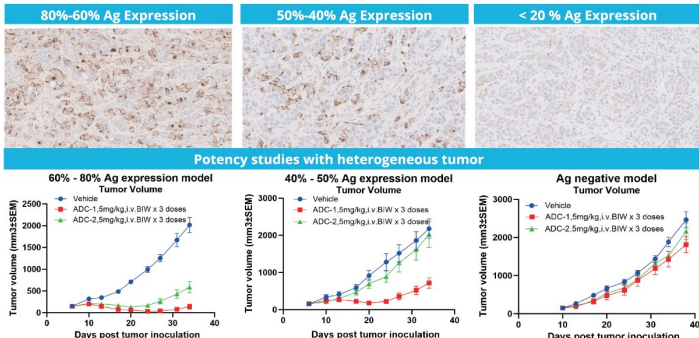 80%-60% Ag Expression
50%-40% Ag Expression
< 20 % Ag Expression
Potency studies with heterogeneous tumor
60% - 80% Ag expression model
Tumor Volume
Vehicle
ADC-1,5mg/kg,i.v.BIW x 3 doses
ADC-2,5mg/kg,i.v.BIW x 3 doses
Tumor volume (mm3±SEM)
2500
2000
1500
1000
500
0
0
10
20
30
40
Days post tumor inoculation
40% - 50% Ag expression model
Tumor Volume
Vehicle
ADC-1,5mg/kg,i.v.BIW x 3 doses
ADC-2,5mg/kg,i.v.BIW x 3 doses
Tumor volume (mm3±SEM)
3000
2000
1000
0
0
10
20
30
40
Days post tumor inoculation
Ag negative model
Tumor Volume
Vehicle
ADC-1,5mg/kg,i.v.BIW x 3 doses
ADC-2,5mg/kg,i.v.BIW x 3 doses
Tumor volume (mm3±SEM)
3000
2000
1000
0
0
10
20
30
40
Days post tumor inoculation